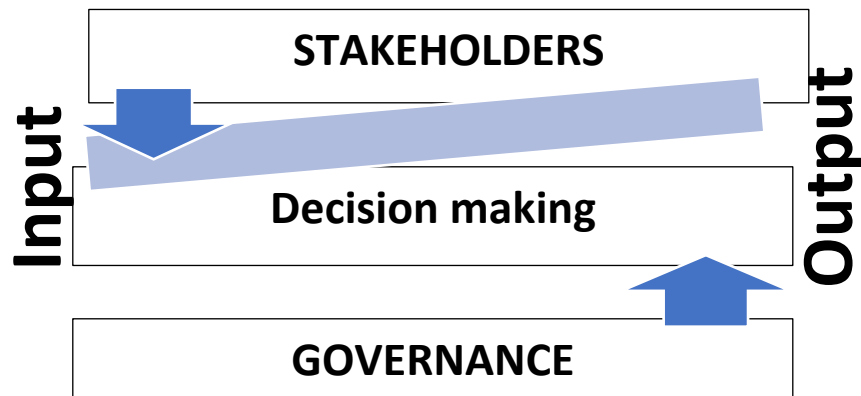 STAKEHOLDERS
Input
Decision making
Output
GOVERNANCE